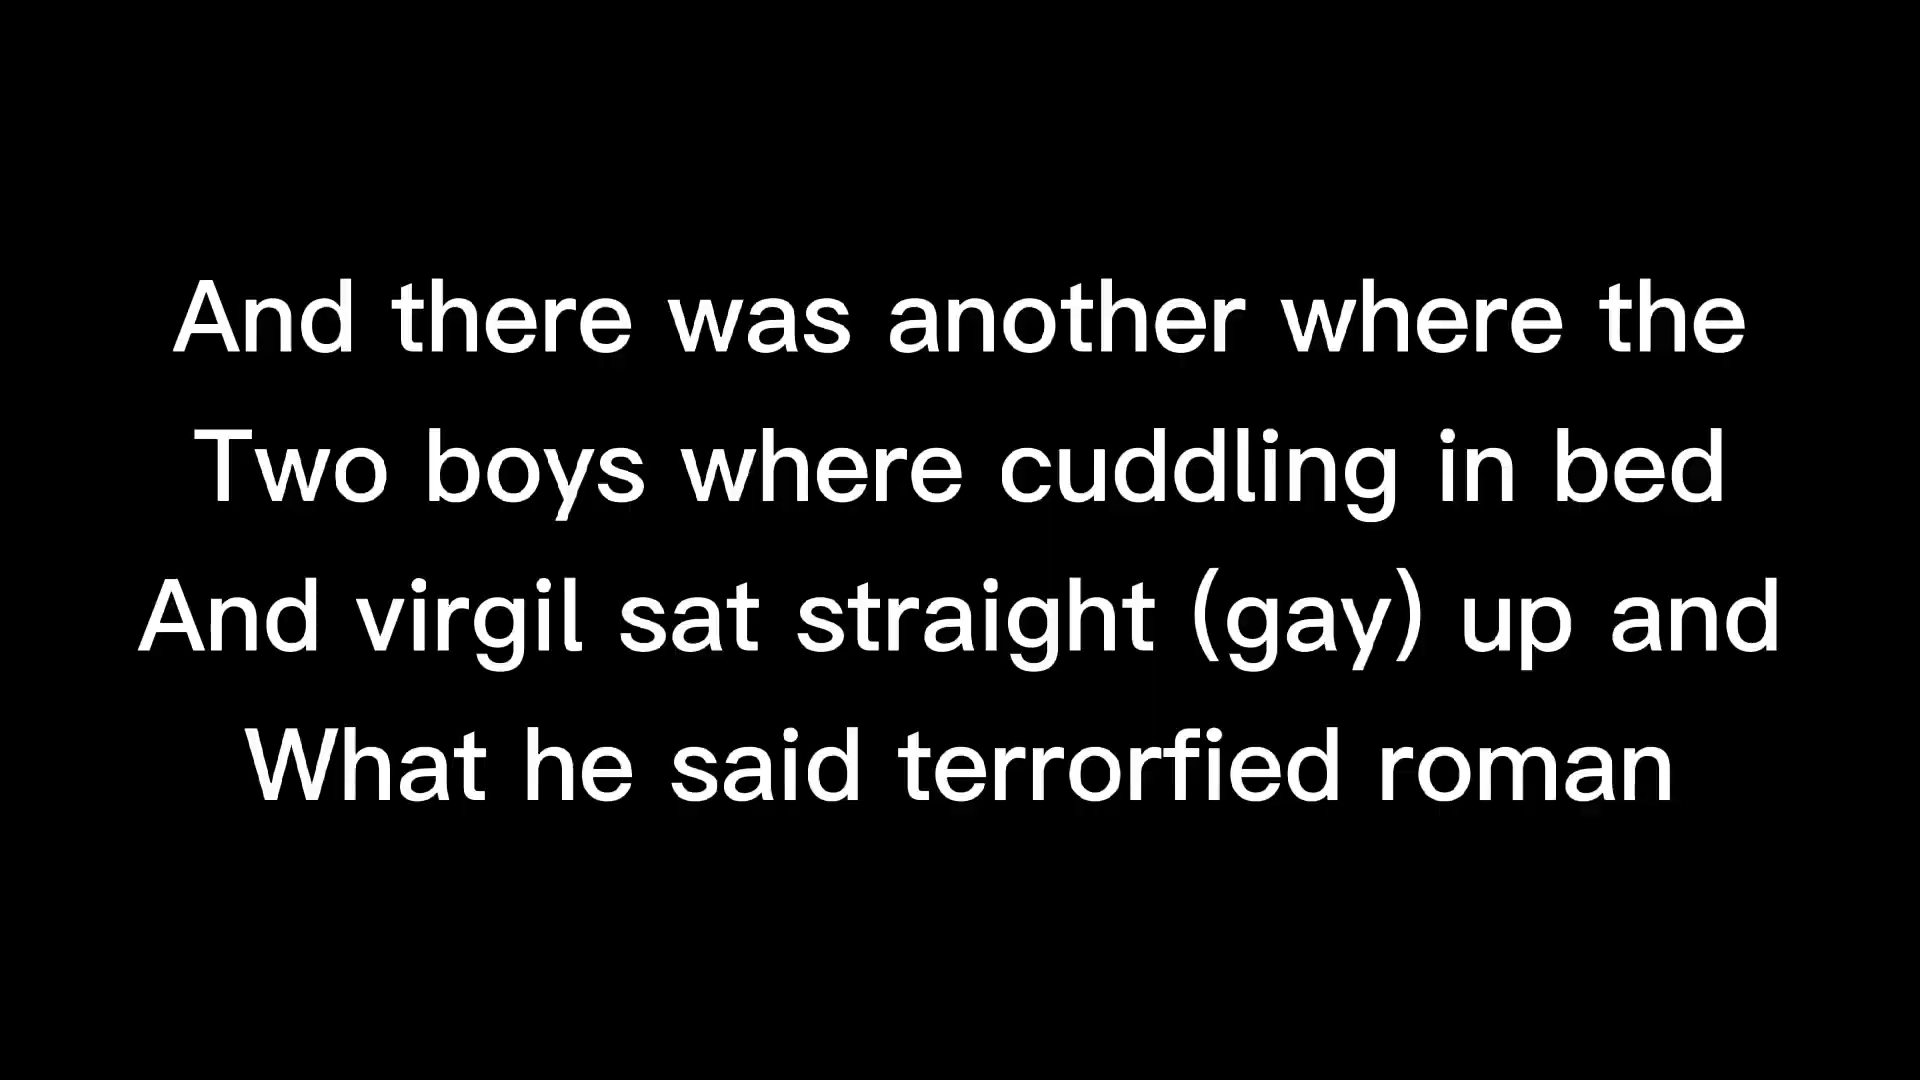 And there was another where the
Two boys where cuddling in bed
And virgil sat straight (gay) up and
What he said terrorfied roman